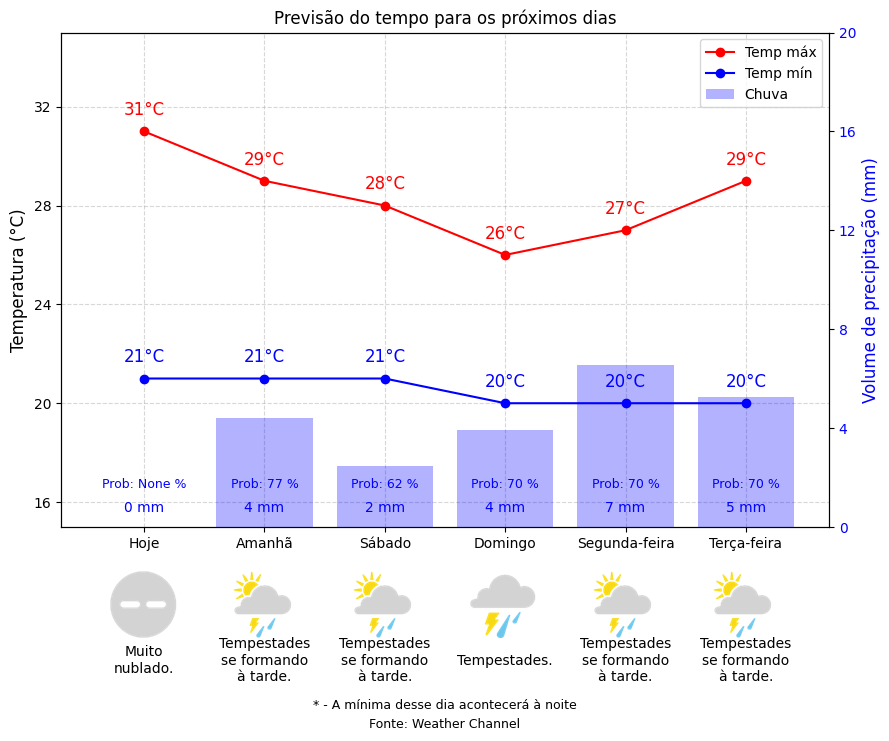 Previsão do tempo para os próximos dias
Temp máx
Temp mín
Chuva
Temperatura (°C)
32
28
24
20
16
Volume de precipitação (mm)
20
16
12
8
4
0
31°C
29°C
28°C
26°C
27°C
29°C
21°C
21°C
21°C
20°C
20°C
20°C
Prob: None %
Prob: 77 %
Prob: 62 %
Prob: 70 %
Prob: 70 %
Prob: 70 %
0 mm
4 mm
2 mm
4 mm
7 mm
5 mm
Hoje
Amanhã
Sábado
Domingo
Segunda-feira
Terça-feira
Muito
nublado.
Tempestades
se formando
à tarde.
Tempestades
se formando
à tarde.
Tempestades.
Tempestades
se formando
à tarde.
Tempestades
se formando
à tarde.
* - A mínima desse dia acontecerá à noite
Fonte: Weather Channel